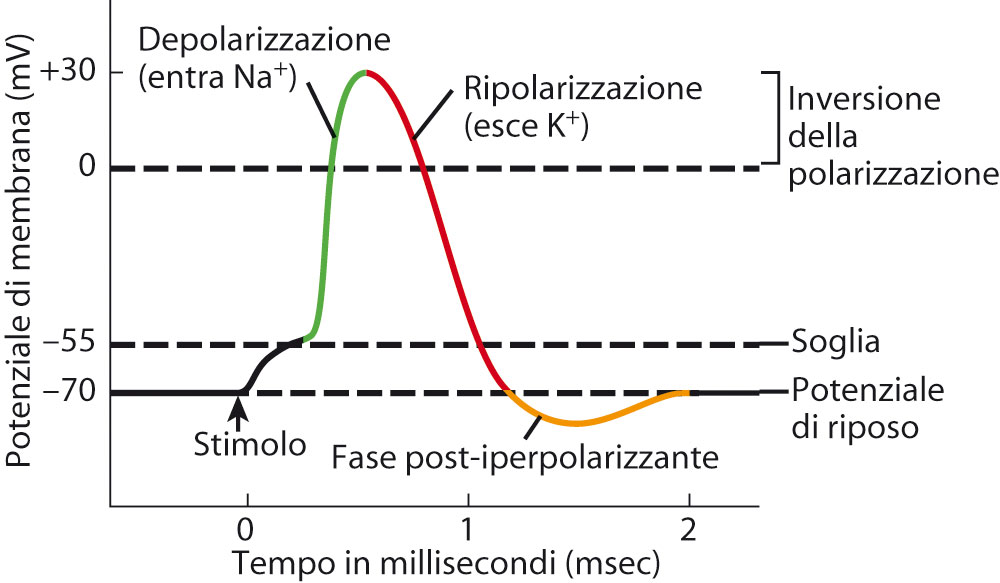 Potenziale di membrana (mV)
Depolarizzazione
(entra Na⁺)
+30
Ripolarizzazione
(esce K⁺)
Inversione
della
polarizzazione
0
–55
Soglia
–70
Potenziale
di riposo
Stimolo
Fase post-iperpolarizzante
0 1 2
Tempo in millisecondi (msec)